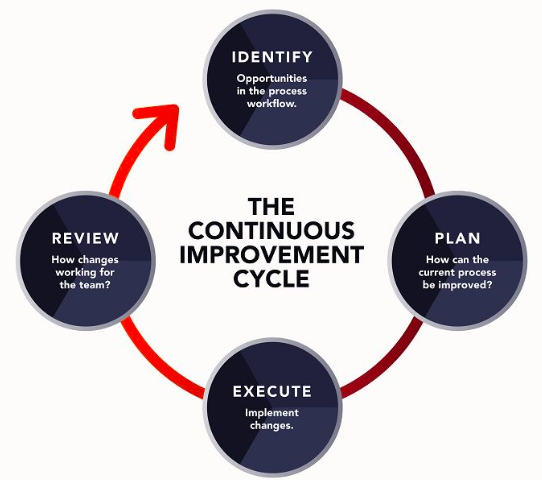 IDENTIFY
Opportunities
in the process
workflow.
THE
CONTINUOUS
IMPROVEMENT
CYCLE
REVIEW
How changes
working for
the team?
PLAN
How can the
current process
be improved?
EXECUTE
Implement
changes.